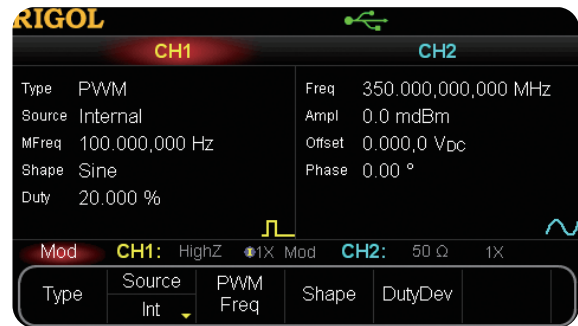 RIGOL
CH1 CH2
Type PWM
Source Internal
MFreq 100.000,000 Hz
Shape Sine
Duty 20.000 %
Freq 350.000,000,000 MHz
Ampl 0.0 mdBm
Offset 0.000,0 VDC
Phase 0.00 °
Mod CH1: HighZ 1X Mod CH2: 50 Ω 1X
Type Source Int PWM Freq Shape DutyDev